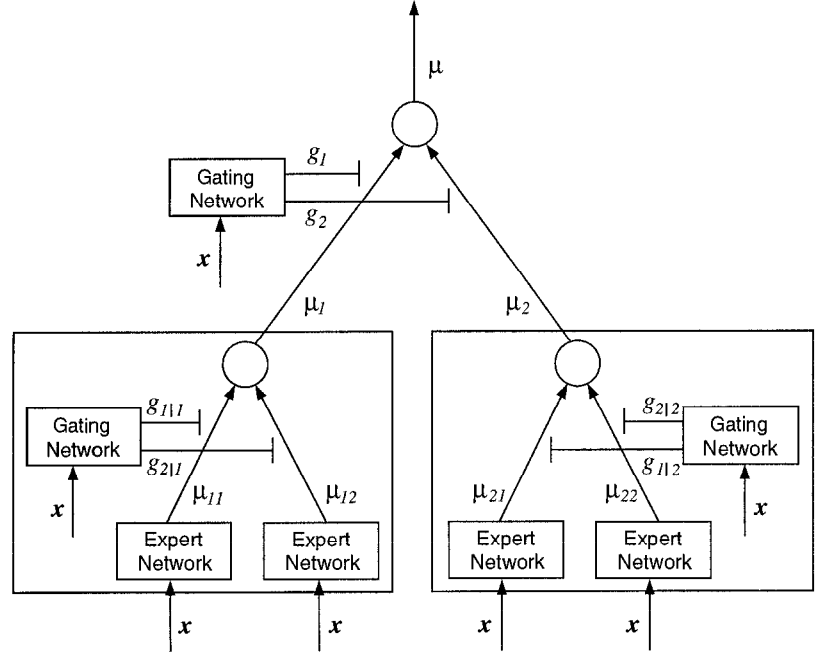 μ
g1
Gating
Network
g2
x
μ1
μ2
g1|1
Gating
Network
g2|1
x
μ11
μ12
Expert
Network
Expert
Network
x
x
g2|2
Gating
Network
g1|2
x
μ21
μ22
Expert
Network
Expert
Network
x
x